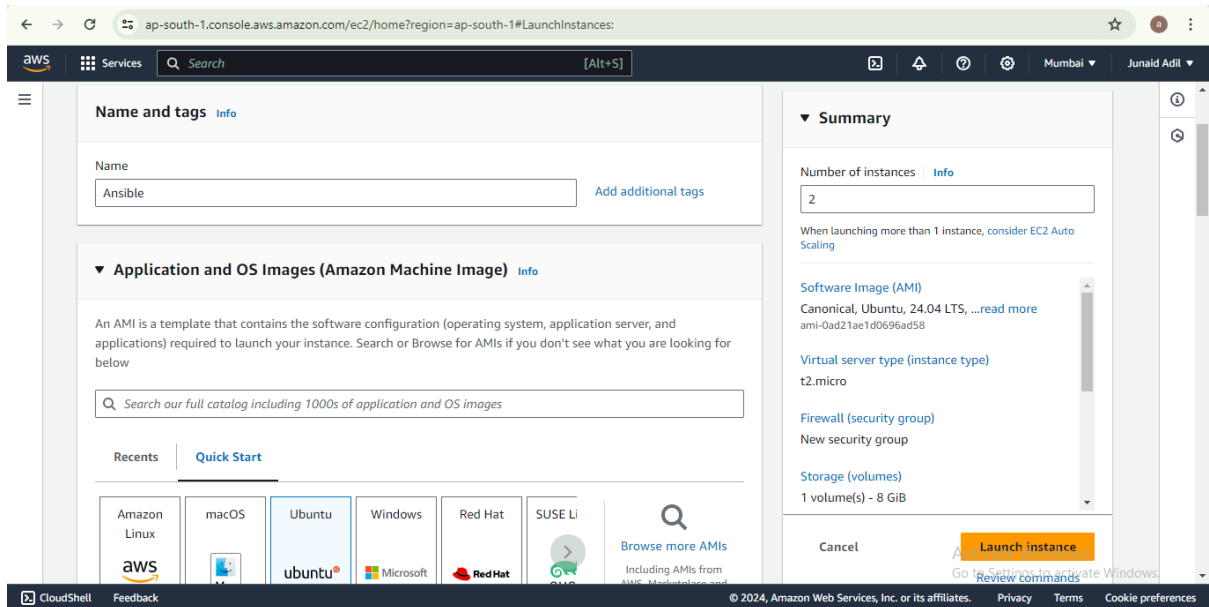 ap-south-1.console.aws.amazon.com/ec2/home?region=ap-south-1#LaunchInstances:
a
aws
Services
Search
[Alt+S]
Mumbai
Junaid Adil
Name and tags Info
Name
Ansible
Add additional tags
Application and OS Images (Amazon Machine Image) Info
An AMI is a template that contains the software configuration (operating system, application server, and
applications) required to launch your instance. Search or Browse for AMIs if you don't see what you are looking for
below
Search our full catalog including 1000s of application and OS images
Recents
Quick Start
Amazon
Linux
aws
macOS
Ubuntu
ubuntu
Windows
Microsoft
Red Hat
Red Hat
SUSE Li
Browse more AMIs
Including AMIs from
Summary
Number of instances Info
2
When launching more than 1 instance, consider EC2 Auto
Scaling
Software Image (AMI)
Canonical, Ubuntu, 24.04 LTS, ...read more
ami-0ad21ae1d0696ad58
Virtual server type (instance type)
t2.micro
Firewall (security group)
New security group
Storage (volumes)
1 volume(s) - 8 GiB
Cancel
Launch instance
Review commands
Go to Settings to activate Windows.
CloudShell
Feedback
© 2024, Amazon Web Services, Inc. or its affiliates.
Privacy
Terms
Cookie preferences